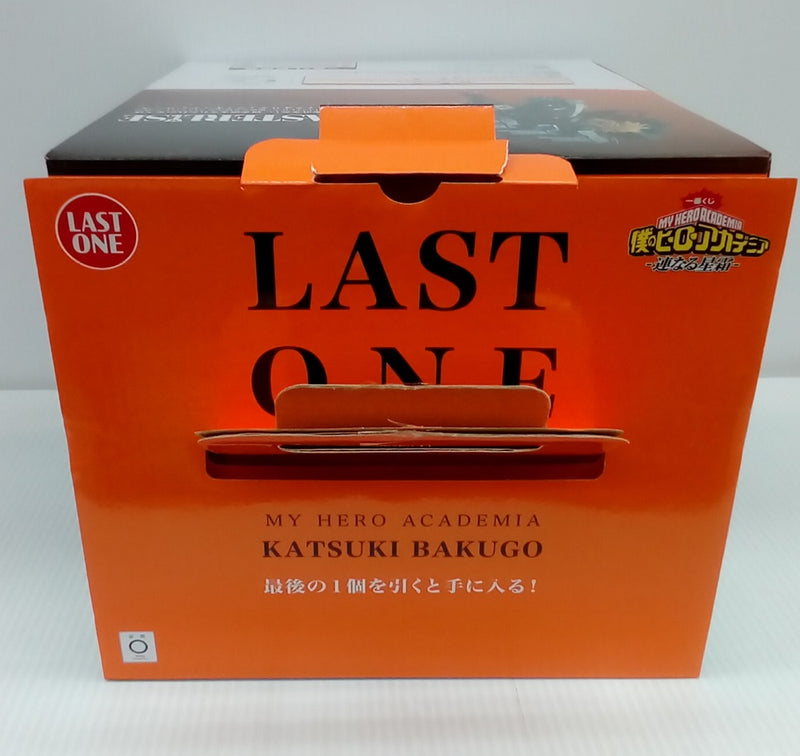 MASTERLISE
LAST
ONE
一番くじ
MY HERO ACADEMIA
僕のヒーローアカデミア
-連なる星霜-
LAST
ONE
MY HERO ACADEMIA
KATSUKI BAKUGO
最後の1個を引くと手に入る!